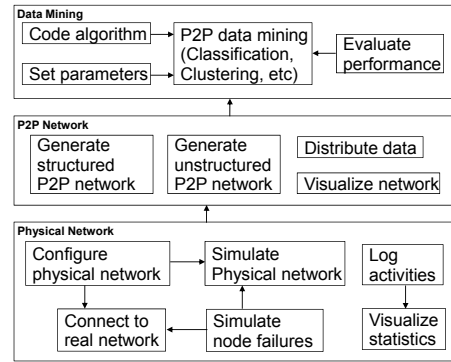 Data Mining
Code algorithm
Set parameters
P2P data mining
(Classification,
Clustering, etc)
Evaluate
performance
P2P Network
Generate
structured
P2P network
Generate
unstructured
P2P network
Distribute data
Visualize network
Physical Network
Configure
physical network
Simulate
Physical network
Log
activities
Connect to
real network
Simulate
node failures
Visualize
statistics